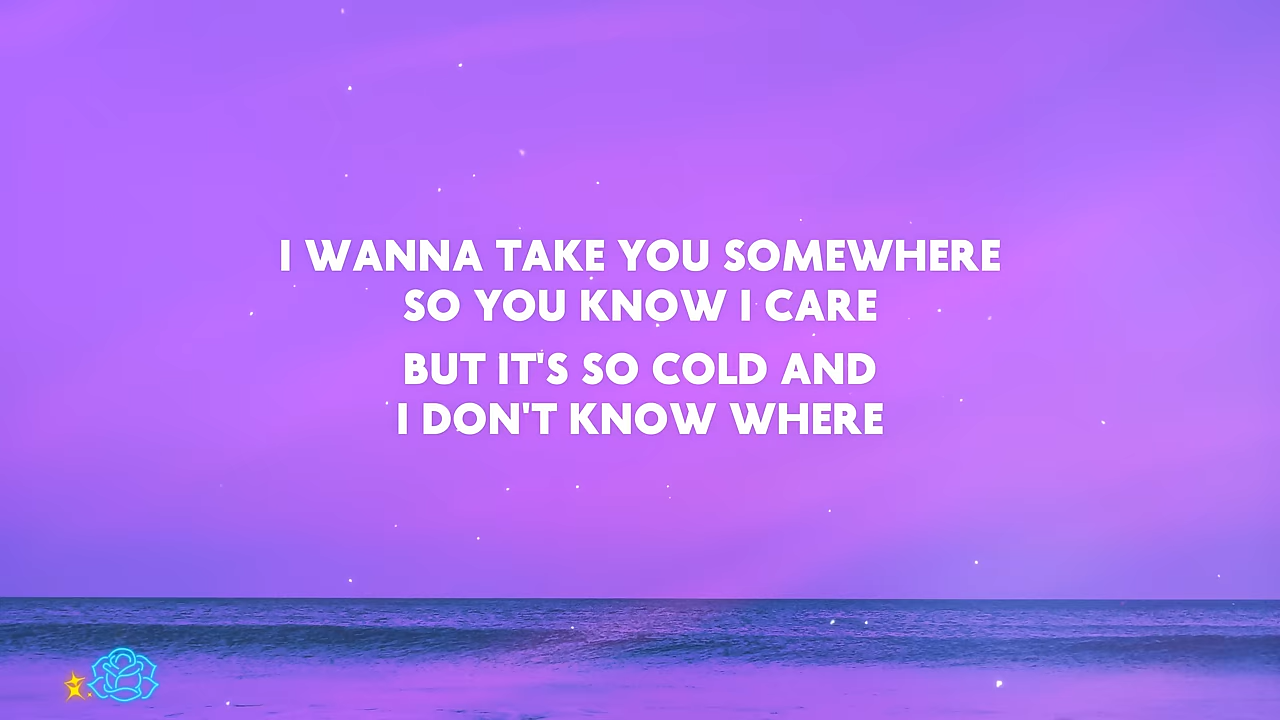 I WANNA TAKE YOU SOMEWHERE
SO YOU KNOW I CARE
BUT IT'S SO COLD AND
I DON'T KNOW WHERE